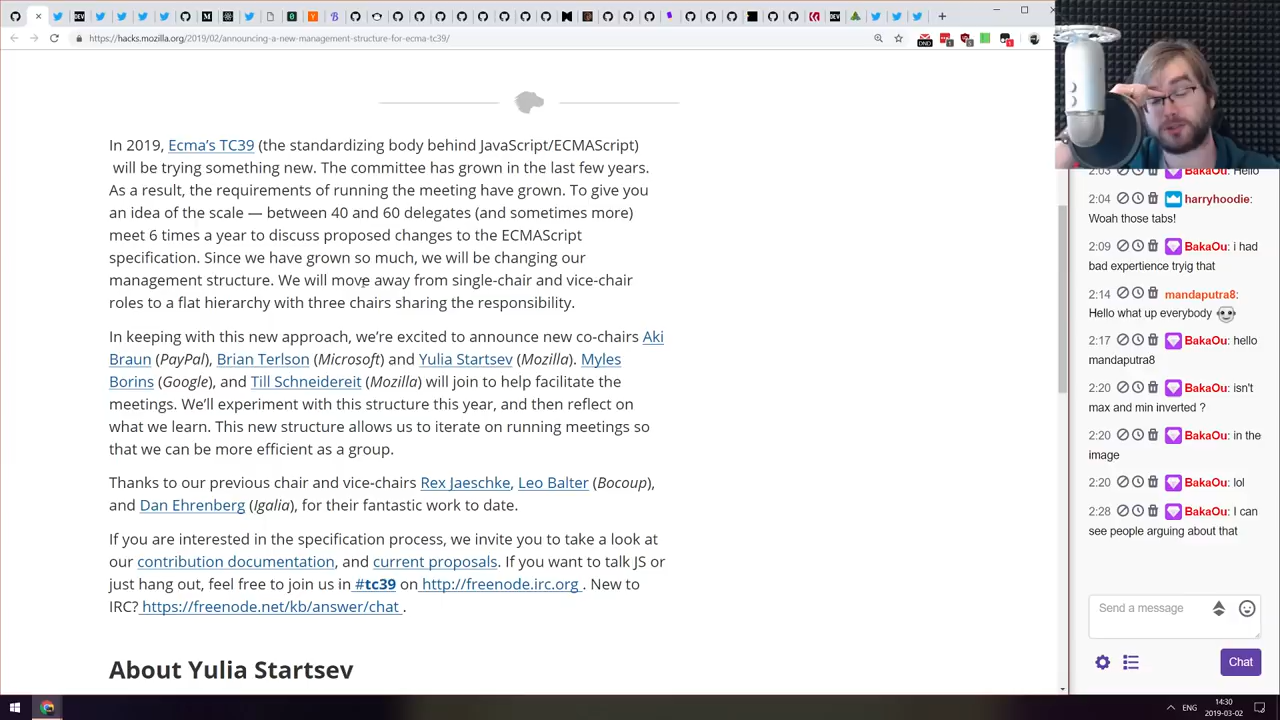 https://hacks.mozilla.org/2019/02/announcing-a-new-management-structure-for-ecma-tc39/
In 2019, Ecma's TC39 (the standardizing body behind JavaScript/ECMAScript)
will be trying something new. The committee has grown in the last few years.
As a result, the requirements of running the meeting have grown. To give you
an idea of the scale — between 40 and 60 delegates (and sometimes more)
meet 6 times a year to discuss proposed changes to the ECMAScript
specification. Since we have grown so much, we will be changing our
management structure. We will move away from single-chair and vice-chair
roles to a flat hierarchy with three chairs sharing the responsibility.
In keeping with this new approach, we're excited to announce new co-chairs Aki
Braun (PayPal), Brian Terlson (Microsoft) and Yulia Startsev (Mozilla). Myles
Borins (Google), and Till Schneidereit (Mozilla) will join to help facilitate the
meetings. We'll experiment with this structure this year, and then reflect on
what we learn. This new structure allows us to iterate on running meetings so
that we can be more efficient as a group.
Thanks to our previous chair and vice-chairs Rex Jaeschke, Leo Balter (Bocoup),
and Dan Ehrenberg (Igalia), for their fantastic work to date.
If you are interested in the specification process, we invite you to take a look at
our contribution documentation, and current proposals. If you want to talk JS or
just hang out, feel free to join us in #tc39 on http://freenode.irc.org . New to
IRC? https://freenode.net/kb/answer/chat .
About Yulia Startsev
2:03 BakaOu: Hello
2:04 harryhoodie:
Woah those tabs!
2:09 BakaOu: i had
bad expertience tryig that
2:14 mandaputra8:
Hello what up everybody
2:17 BakaOu: hello
mandaputra8
2:20 BakaOu: isn't
max and min inverted ?
2:20 BakaOu: in the
image
2:20 BakaOu: lol
2:28 BakaOu: I can
see people arguing about that
Send a message
Chat
ENG
14:30
2019-03-02